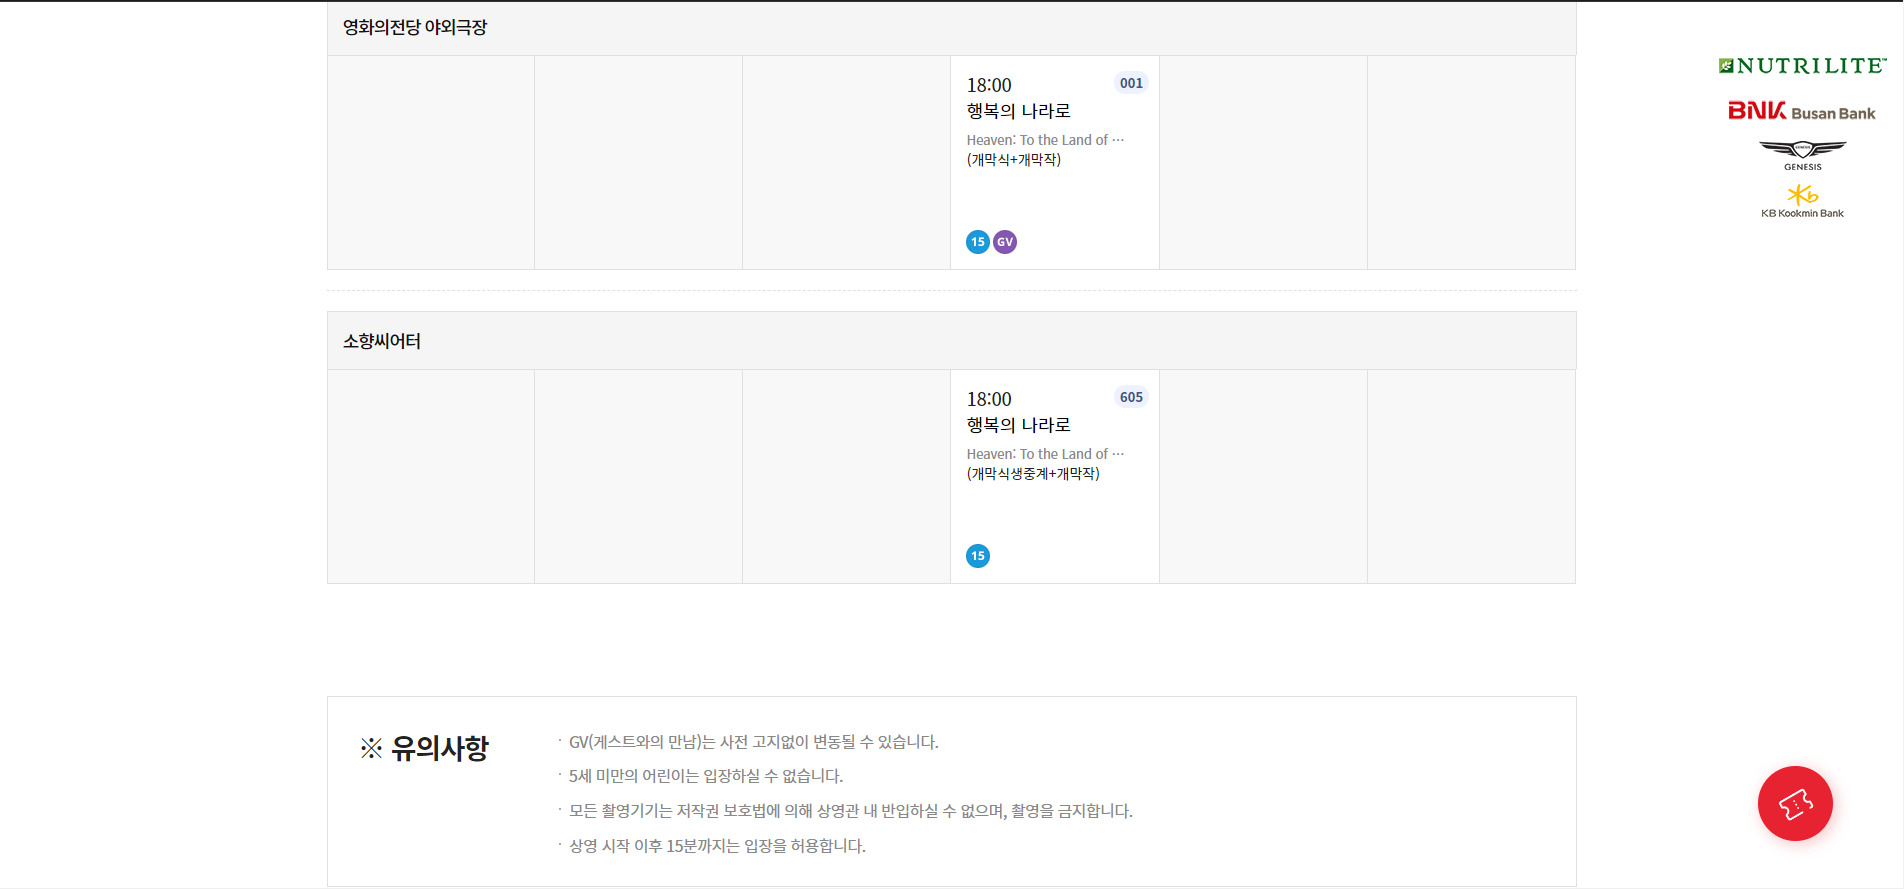 영화의전당 야외극장
18:00
001
행복의 나라로
Heaven: To the Land of ···
(개막식+개막작)
15 GV
소향씨어터
18:00
605
행복의 나라로
Heaven: To the Land of ···
(개막식생중계+개막작)
15
※ 유의사항
· GV(게스트와의 만남)는 사전 고지없이 변동될 수 있습니다.
· 5세 미만의 어린이는 입장하실 수 없습니다.
· 모든 촬영기기는 저작권 보호법에 의해 상영관 내 반입하실 수 없으며, 촬영을 금지합니다.
· 상영 시작 이후 15분까지는 입장을 허용합니다.
NUTRILITE™
BNK Busan Bank
GENESIS
KB Kookmin Bank